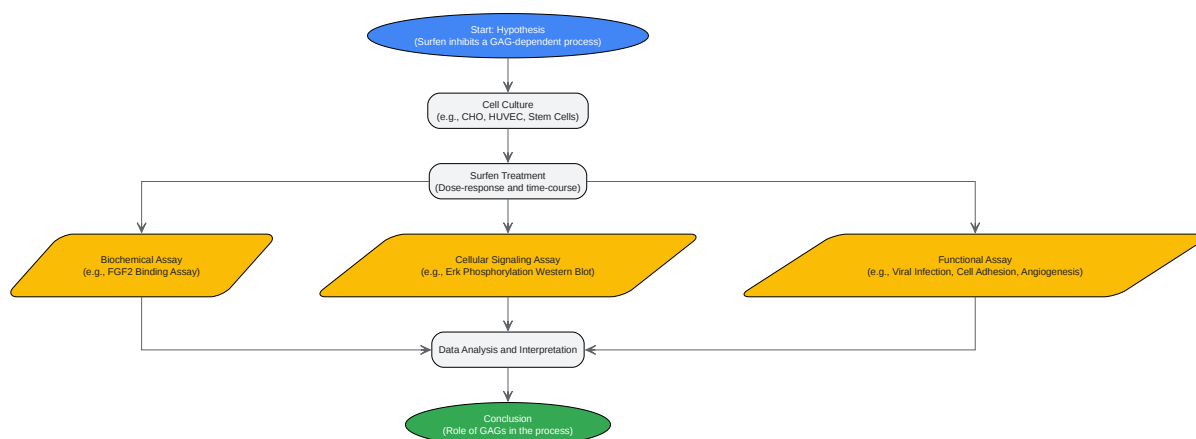 Start: Hypothesis
(Surfen inhibits a GAG-dependent process)
Cell Culture
(e.g., CHO, HUVEC, Stem Cells)
Surfen Treatment
(Dose-response and time-course)
Biochemical Assay
(e.g., FGF2 Binding Assay)
Cellular Signaling Assay
(e.g., Erk Phosphorylation Western Blot)
Functional Assay
(e.g., Viral Infection, Cell Adhesion, Angiogenesis)
Data Analysis and Interpretation
Conclusion
(Role of GAGs in the process)